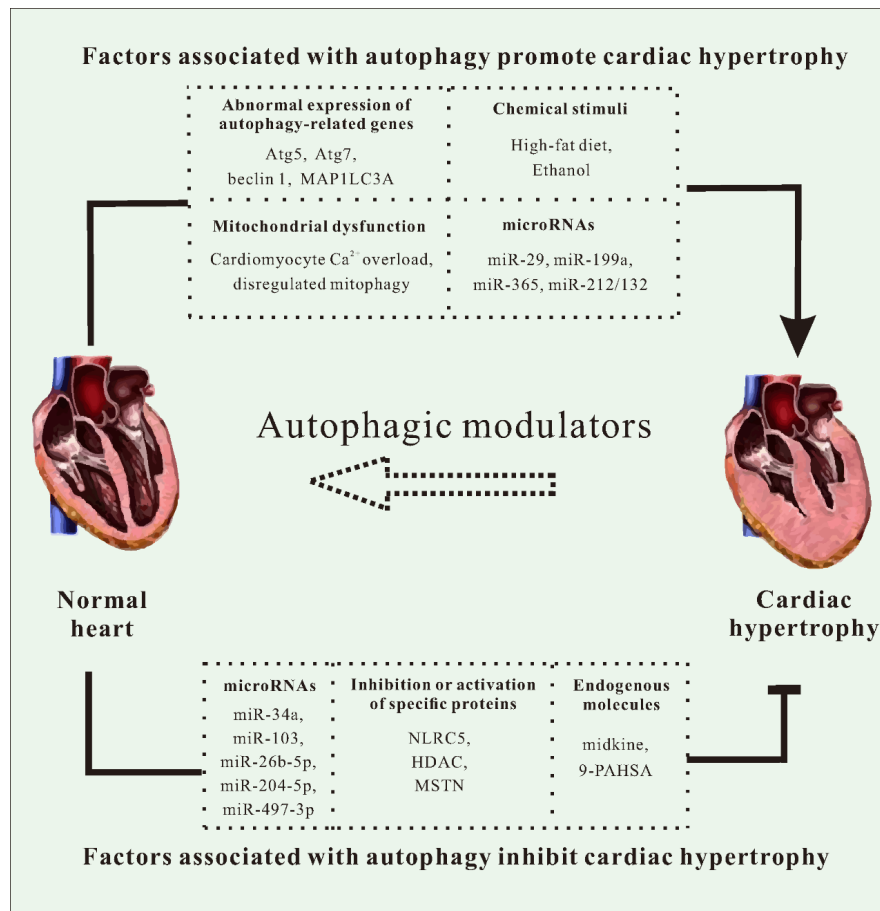 Factors associated with autophagy promote cardiac hypertrophy
Abnormal expression of
autophagy-related genes
Atg5, Atg7,
beclin 1, MAP1LC3A
Chemical stimuli
High-fat diet,
Ethanol
Mitochondrial dysfunction
Cardiomyocyte Ca²⁻ overload,
disregulated mitophagy
microRNAs
miR-29, miR-199a,
miR-365, miR-212/132
Autophagic modulators
Normal
heart
Cardiac
hypertrophy
microRNAs
miR-34a,
miR-103,
miR-26b-5p,
miR-204-5p,
miR-497-3p
Inhibition or activation
of specific proteins
NLRC5,
HDAC,
MSTN
Endogenous
molecules
midkine,
9-PAHSA
Factors associated with autophagy inhibit cardiac hypertrophy